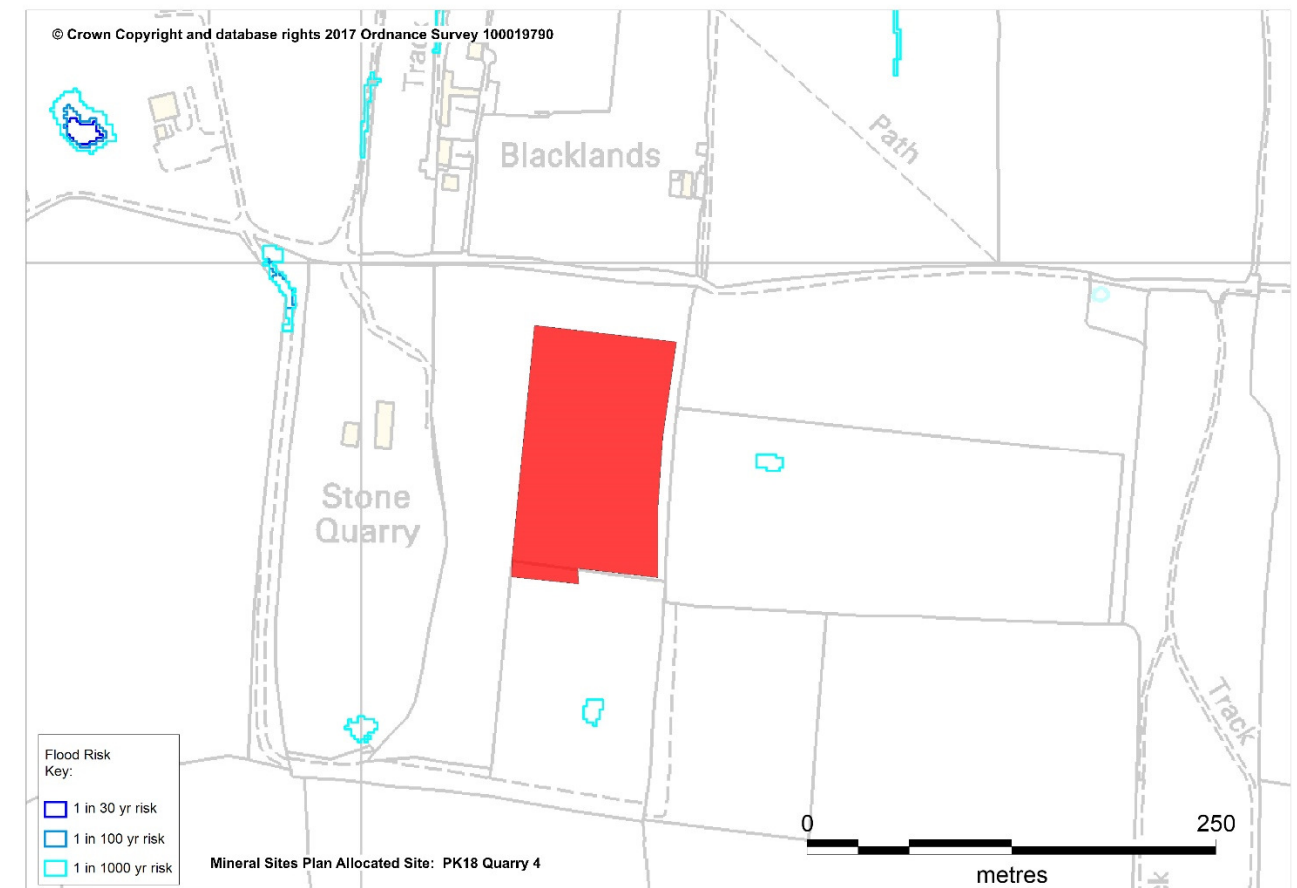 © Crown Copyright and database rights 2017 Ordnance Survey 100019790
Track
Path
Blacklands
Stone
Quarry
Track
Flood Risk
Key:
1 in 30 yr risk
1 in 100 yr risk
1 in 1000 yr risk
Mineral Sites Plan Allocated Site: PK18 Quarry 4
0
250
metres